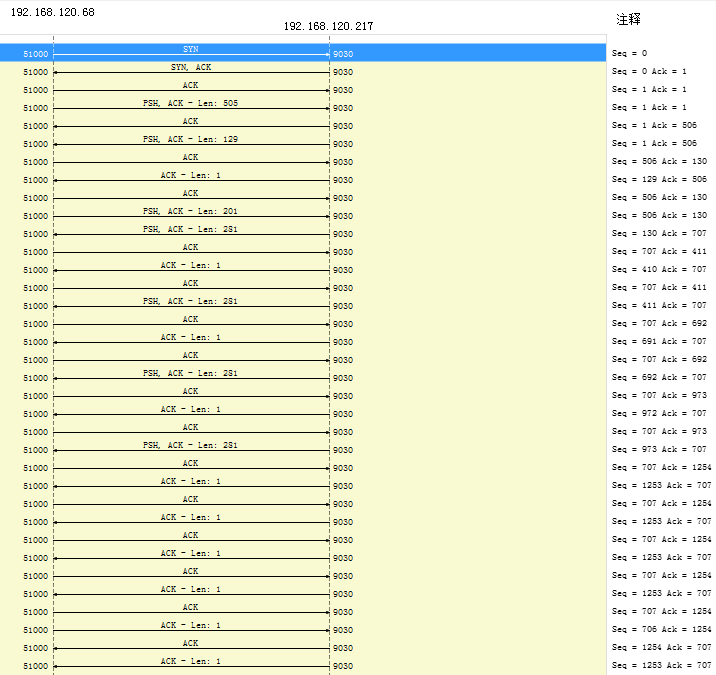 192.168.120.68
192.168.120.217
注释
51000 SYN 9030 Seq = 0
51000 SYN, ACK 9030 Seq = 0 Ack = 1
51000 ACK 9030 Seq = 1 Ack = 1
51000 PSH, ACK - Len: 505 9030 Seq = 1 Ack = 1
51000 ACK 9030 Seq = 1 Ack = 506
51000 PSH, ACK - Len: 129 9030 Seq = 1 Ack = 506
51000 ACK 9030 Seq = 506 Ack = 130
51000 ACK - Len: 1 9030 Seq = 129 Ack = 506
51000 ACK 9030 Seq = 506 Ack = 130
51000 PSH, ACK - Len: 201 9030 Seq = 506 Ack = 130
51000 PSH, ACK - Len: 281 9030 Seq = 130 Ack = 707
51000 ACK 9030 Seq = 707 Ack = 411
51000 ACK - Len: 1 9030 Seq = 410 Ack = 707
51000 ACK 9030 Seq = 707 Ack = 411
51000 PSH, ACK - Len: 281 9030 Seq = 411 Ack = 707
51000 ACK 9030 Seq = 707 Ack = 692
51000 ACK - Len: 1 9030 Seq = 691 Ack = 707
51000 ACK 9030 Seq = 707 Ack = 692
51000 PSH, ACK - Len: 281 9030 Seq = 692 Ack = 707
51000 ACK 9030 Seq = 707 Ack = 973
51000 ACK - Len: 1 9030 Seq = 972 Ack = 707
51000 ACK 9030 Seq = 707 Ack = 973
51000 PSH, ACK - Len: 281 9030 Seq = 973 Ack = 707
51000 ACK 9030 Seq = 707 Ack = 1254
51000 ACK - Len: 1 9030 Seq = 1253 Ack = 707
51000 ACK 9030 Seq = 707 Ack = 1254
51000 ACK - Len: 1 9030 Seq = 1253 Ack = 707
51000 ACK 9030 Seq = 707 Ack = 1254
51000 ACK - Len: 1 9030 Seq = 1253 Ack = 707
51000 ACK 9030 Seq = 707 Ack = 1254
51000 ACK - Len: 1 9030 Seq = 1253 Ack = 707
51000 ACK 9030 Seq = 707 Ack = 1254
51000 ACK - Len: 1 9030 Seq = 706 Ack = 1254
51000 ACK 9030 Seq = 1254 Ack = 707
51000 ACK - Len: 1 9030 Seq = 1253 Ack = 707